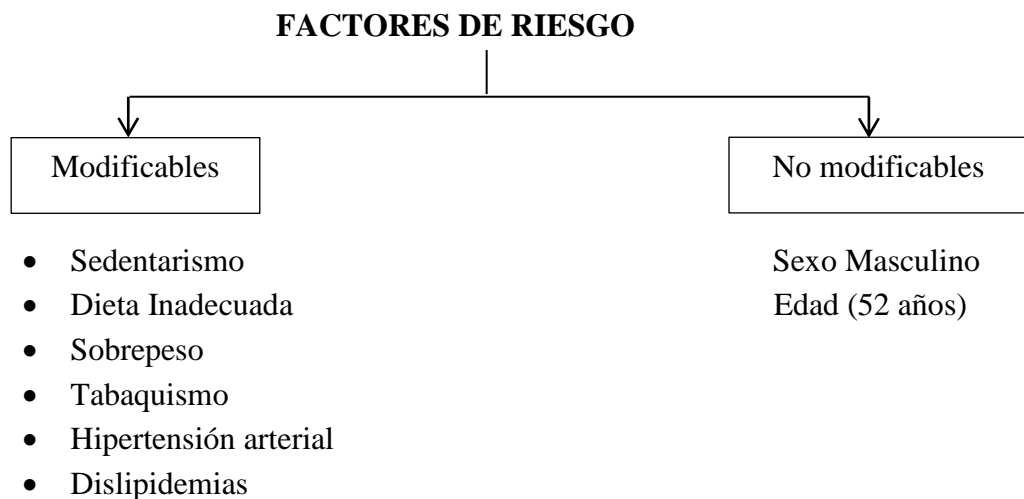 FACTORES DE RIESGO
Modificables
No modificables
• Sedentarismo
• Dieta Inadecuada
• Sobrepeso
• Tabaquismo
• Hipertensión arterial
• Dislipidemias
Sexo Masculino
Edad (52 años)